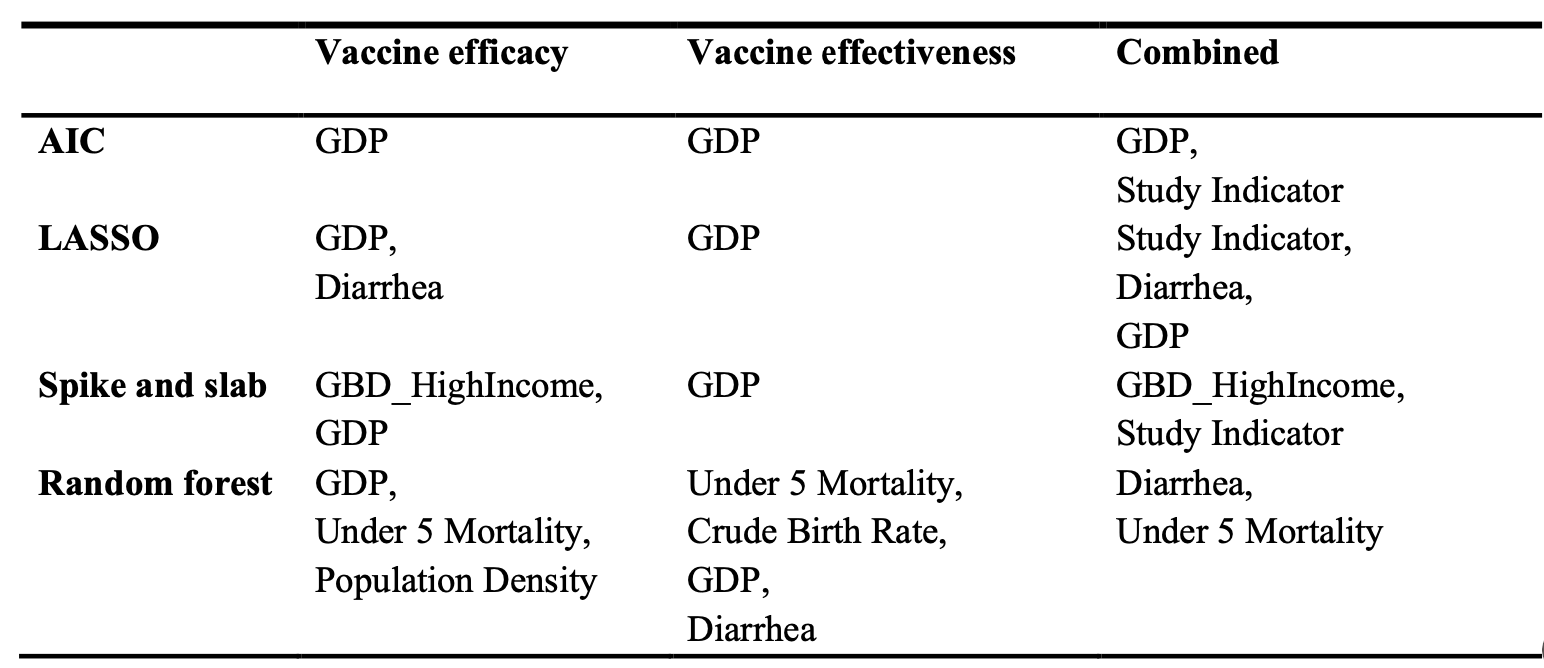 Vaccine efficacy Vaccine effectiveness Combined
AIC GDP GDP GDP,
Study Indicator
LASSO GDP, GDP Study Indicator,
Diarrhea Diarrhea,
GDP
Spike and slab GBD_HighIncome, GDP GBD_HighIncome,
GDP Study Indicator
Random forest GDP, Under 5 Mortality, Diarrhea,
Under 5 Mortality, Crude Birth Rate, Under 5 Mortality
Population Density GDP,
Diarrhea